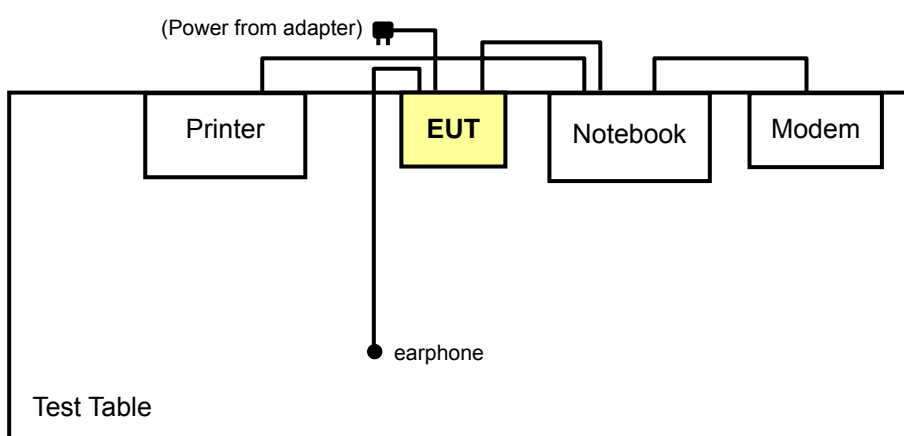 (Power from adapter)
Printer
EUT
Notebook
Modem
earphone
Test Table